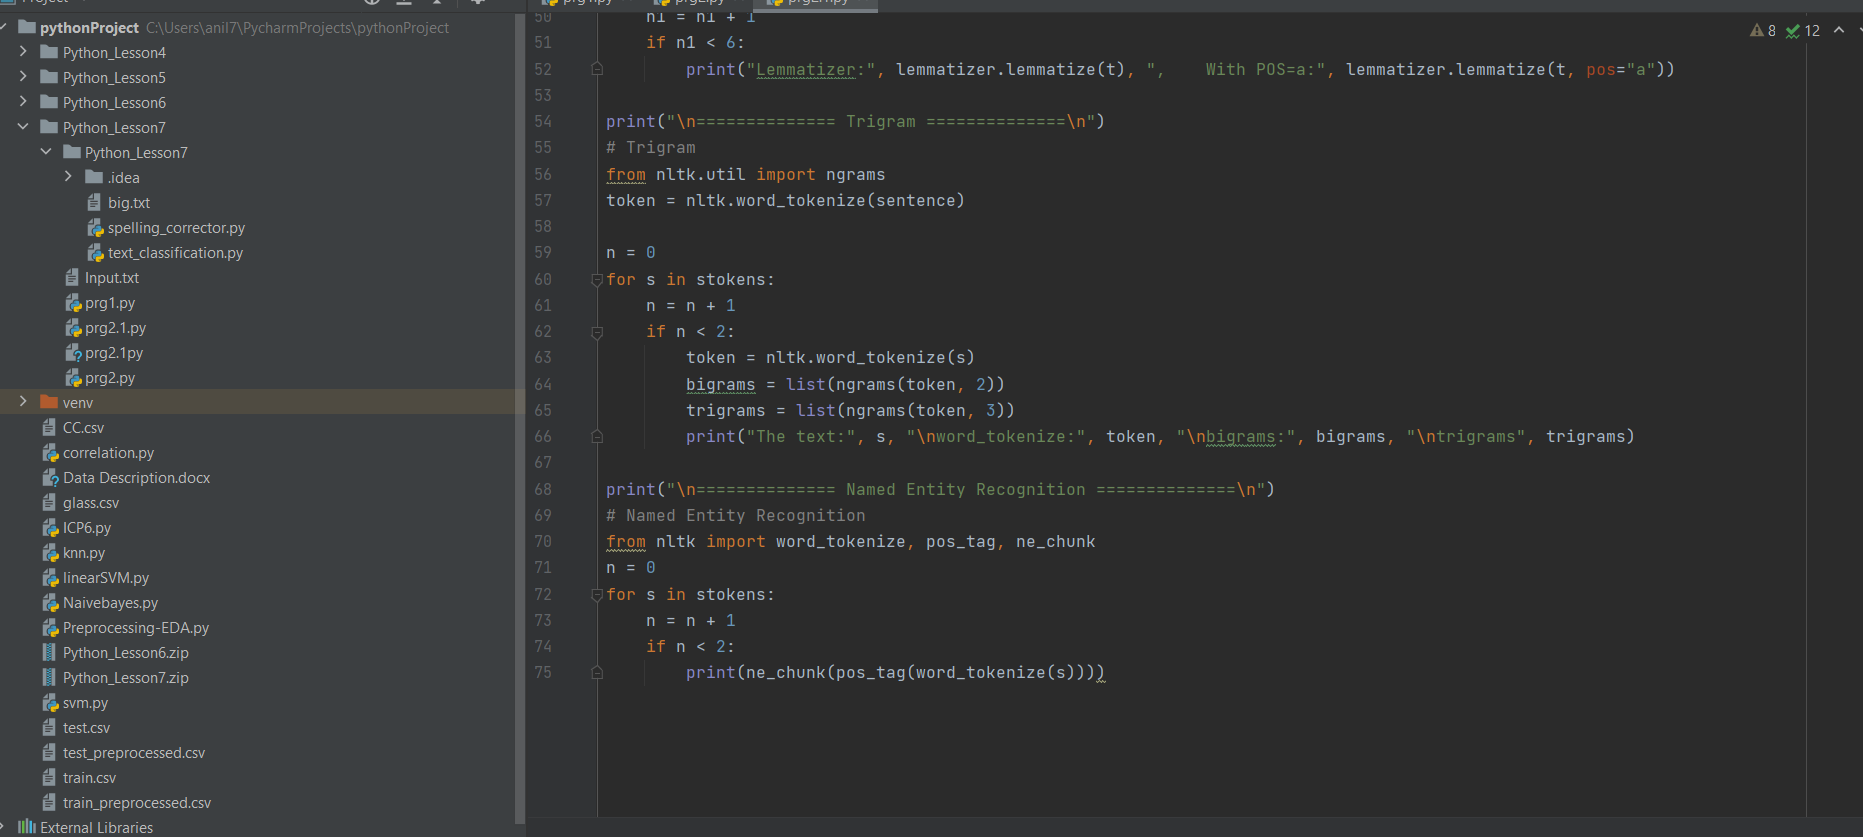 Project
pythonProject C:\Users\anil7\PycharmProjects\pythonProject
Python_Lesson4
Python_Lesson5
Python_Lesson6
Python_Lesson7
Python_Lesson7
.idea
big.txt
spelling_corrector.py
text_classification.py
Input.txt
prg1.py
prg2.1.py
prg2.1py
prg2.py
venv
CC.csv
correlation.py
Data Description.docx
glass.csv
ICP6.py
knn.py
linearSVM.py
Naivebayes.py
Preprocessing-EDA.py
Python_Lesson6.zip
Python_Lesson7.zip
svm.py
test.csv
test_preprocessed.csv
train.csv
train_preprocessed.csv
External Libraries
prg1.py prg2.py prg2.1.py
8 12
50 n1 = n1 + 1
51 if n1 < 6:
52 print("Lemmatizer:", lemmatizer.lemmatize(t), ",    With POS=a:", lemmatizer.lemmatize(t, pos="a"))
53
54 print("\n============== Trigram ==============\n")
55 # Trigram
56 from nltk.util import ngrams
57 token = nltk.word_tokenize(sentence)
58
59 n = 0
60 for s in stokens:
61 n = n + 1
62 if n < 2:
63 token = nltk.word_tokenize(s)
64 bigrams = list(ngrams(token, 2))
65 trigrams = list(ngrams(token, 3))
66 print("The text:", s, "\nword_tokenize:", token, "\nbigrams:", bigrams, "\ntrigrams", trigrams)
67
68 print("\n============== Named Entity Recognition ==============\n")
69 # Named Entity Recognition
70 from nltk import word_tokenize, pos_tag, ne_chunk
71 n = 0
72 for s in stokens:
73 n = n + 1
74 if n < 2:
75 print(ne_chunk(pos_tag(word_tokenize(s))))